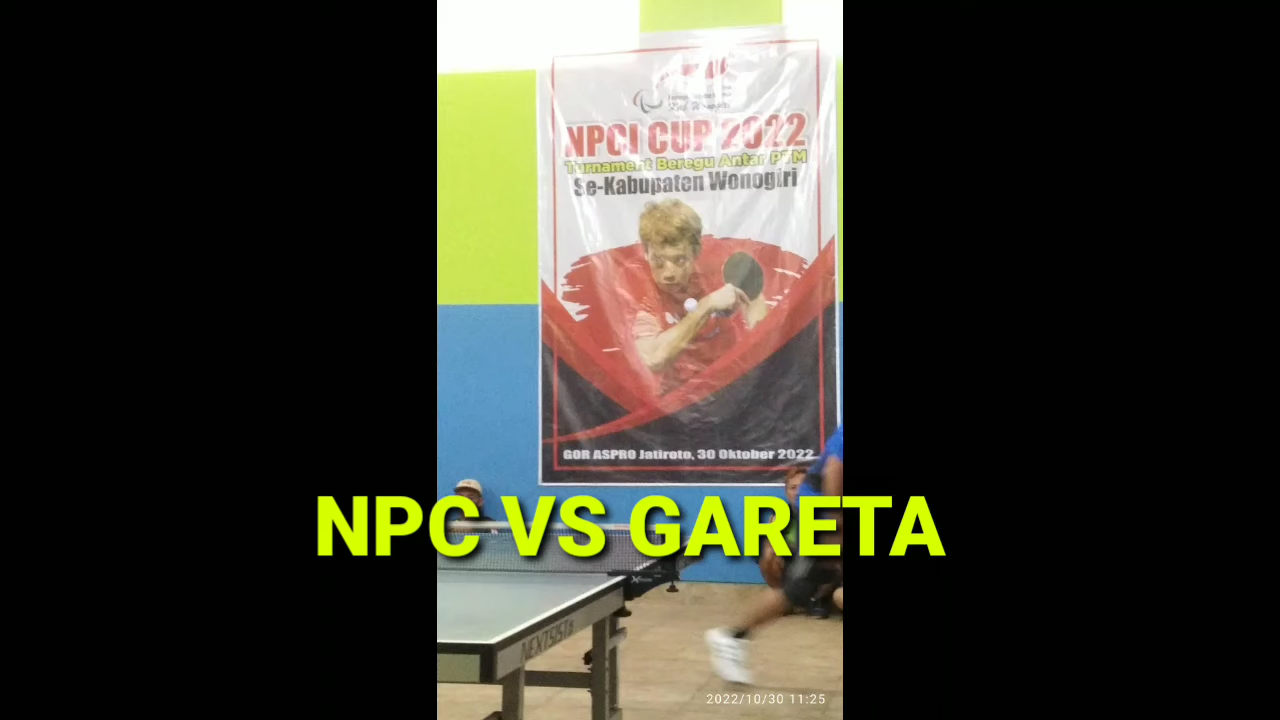 NPCI CUP 2022
Turnament Beregu Antar PTM
Se-Kabupaten Wonogiri
GOR ASPRO Jatiroto, 30 Oktober 2022
NPC VS GARETA
NEXTSISTO
2022/10/30 11:25